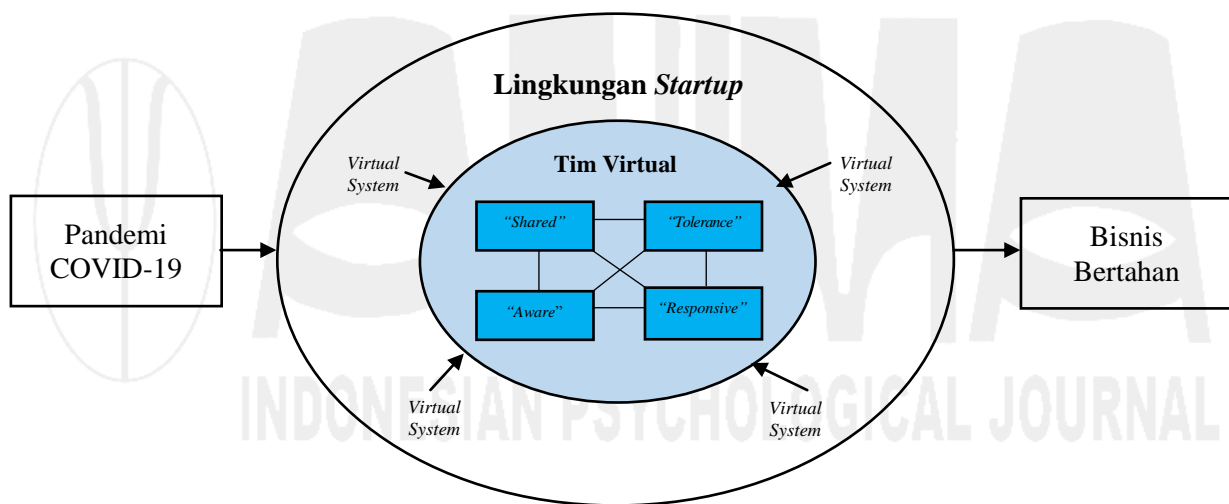 Lingkungan Startup
Tim Virtual
Virtual
System
Virtual
System
Pandemi
COVID-19
“Shared”
“Tolerance”
“Aware”
“Responsive”
Bisnis
Bertahan
Virtual
System
Virtual
System
ANIMA
INDONESIAN PSYCHOLOGICAL JOURNAL